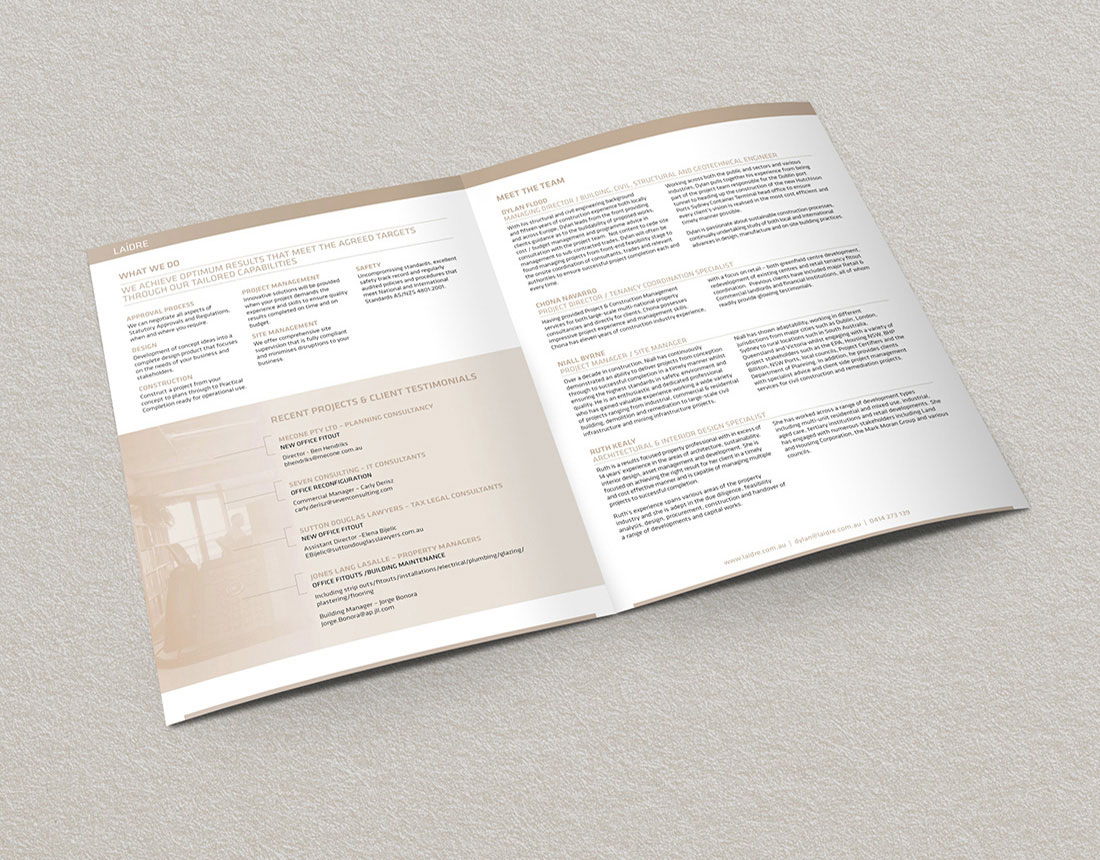 LAIDRE
WHAT WE DO
WE ACHIEVE OPTIMUM RESULTS THAT MEET THE AGREED TARGETS
THROUGH OUR TAILORED CAPABILITIES
APPROVAL PROCESS
We can negotiate all aspects of
Statutory Approvals and Regulations,
when and where you require.
DESIGN
Development of concept ideas into a
complete design product that focuses
on the needs of your business and
stakeholders.
CONSTRUCTION
Construct a project from your
concept to plans through to Practical
Completion ready for operational use.
PROJECT MANAGEMENT
Innovative solutions will be provided
when your project demands the
experience and skills to ensure quality
results completed on time and on
budget.
SITE MANAGEMENT
We offer comprehensive site
supervision that is fully compliant
and minimises disruptions to your
business.
SAFETY
Uncompromising standards, excellent
safety track record and regularly
audited policies and procedures that
meet National and International
Standards AS/NZS 4801:2001.
RECENT PROJECTS & CLIENT TESTIMONIALS
MECONE PTY LTD – PLANNING CONSULTANCY
NEW OFFICE FITOUT
Director - Ben Hendriks
bhendriks@mecone.com.au
SEVEN CONSULTING – IT CONSULTANTS
OFFICE RECONFIGURATION
Commercial Manager – Carly Derisz
carly.derisz@sevenconsulting.com
SUTTON DOUGLAS LAWYERS – TAX LEGAL CONSULTANTS
NEW OFFICE FITOUT
Assistant Director -Elena Bijelic
EBijelic@suttondouglaslawyers.com.au
JONES LANG LASALLE – PROPERTY MANAGERS
OFFICE FITOUTS /BUILDING MAINTENANCE
Including strip outs/fitouts/installations/electrical/plumbing/glazing/
plastering/flooring
Building Manager – Jorge Bonora
Jorge.Bonora@ap.jll.com
MEET THE TEAM
DYLAN FLOOD
MANAGING DIRECTOR / BUILDING, CIVIL, STRUCTURAL AND GEOTECHNICAL ENGINEER
With his structural and civil engineering background
and fifteen years of construction experience both locally
and across Europe. Dylan leads from the front providing
clients guidance as to the buildability of proposed works,
cost / budget management and programme advice in
consultation with the project team. Not content to rede site
management to sub contracted trades, Dylan will often be
found managing projects from front-end feasibility stage to
the onsite coordination of consultants, trades and relevant
authorities to ensure successful project completion each and
every time.
Working across both the public and sectors and various
industries, Dylan pulls together his experience from being
part of the project team responsible for the Dublin port
tunnel to heading up the construction of the new Hutchison
Ports Sydney Container Terminal head office to ensure
every client's vision is realised in the most cost efficient and
timely manner possible.
Dylan is passionate about sustainable construction processes,
continually undertaking study of both local and international
advances in design, manufacture and on site building practices.
CHONA NAVARRO
PROJECT DIRECTOR / TENANCY COORDINATION SPECIALIST
Having provided Project & Construction Management
services for both large-scale multi-national property
consultancies and directly for clients, Chona posesses
impressive project experience and management skills.
Chona has eleven years of construction industry experience,
with a focus on retail – both greenfield centre development,
redevelopment of existing centres and retail tenancy fitout
coordination. Previous clients have included major Retail &
Commercial landlords and financial institutions, all of whom
readily provide glowing testimonials.
NIALL BYRNE
PROJECT MANAGER / SITE MANAGER
Over a decade in construction, Niall has continuously
demonstrated an ability to deliver projects from conception
through to successful completion in a timely manner whilst
ensuring the highest standards in safety, environment and
quality. He is an enthusiastic and dedicated professional
who has gained valuable experience working a wide variety
of projects ranging from industrial, commercial & residential
building, demolition and remediation to large-scale civil
infrastructure and mining infrastructure projects.
Niall has shown adaptability, working in different
jurisdictions from major cities such as Dublin, London,
Sydney to rural locations such in South Australia,
Queensland and Victoria whilst engaging with a variety of
project stakeholders such as the EPA, Housing NSW, BHP
Billiton, NSW Ports, local councils, Project Certifiers and the
Department of Planning. In addition, he provides clients
with specialist advice and client side project management
services for civil construction and remediation projects.
RUTH KEALY
ARCHITECTURAL & INTERIOR DESIGN SPECIALIST
Ruth is a results focused property professional with in excess of
14 years' experience in the areas of architecture, sustainability,
interior design, asset management and development. She is
focused on achieving the right result for her client in a timely
and cost effective manner and is capable of managing multiple
projects to successful completion.
Ruth's experience spans various areas of the property
industry and she is adept in the due diligence, feasibility
analysis, design, procurement, construction and handover of
a range of developments and capital works.
She has worked across a range of development types
including multi unit residential and mixed use, industrial,
aged care, tertiary institutions and retail developments. She
has engaged with numerous stakeholders including Land
and Housing Corporation, the Mark Moran Group and various
councils.
www.laidre.com.au | dylan@laidre.com.au | 0414 273 139